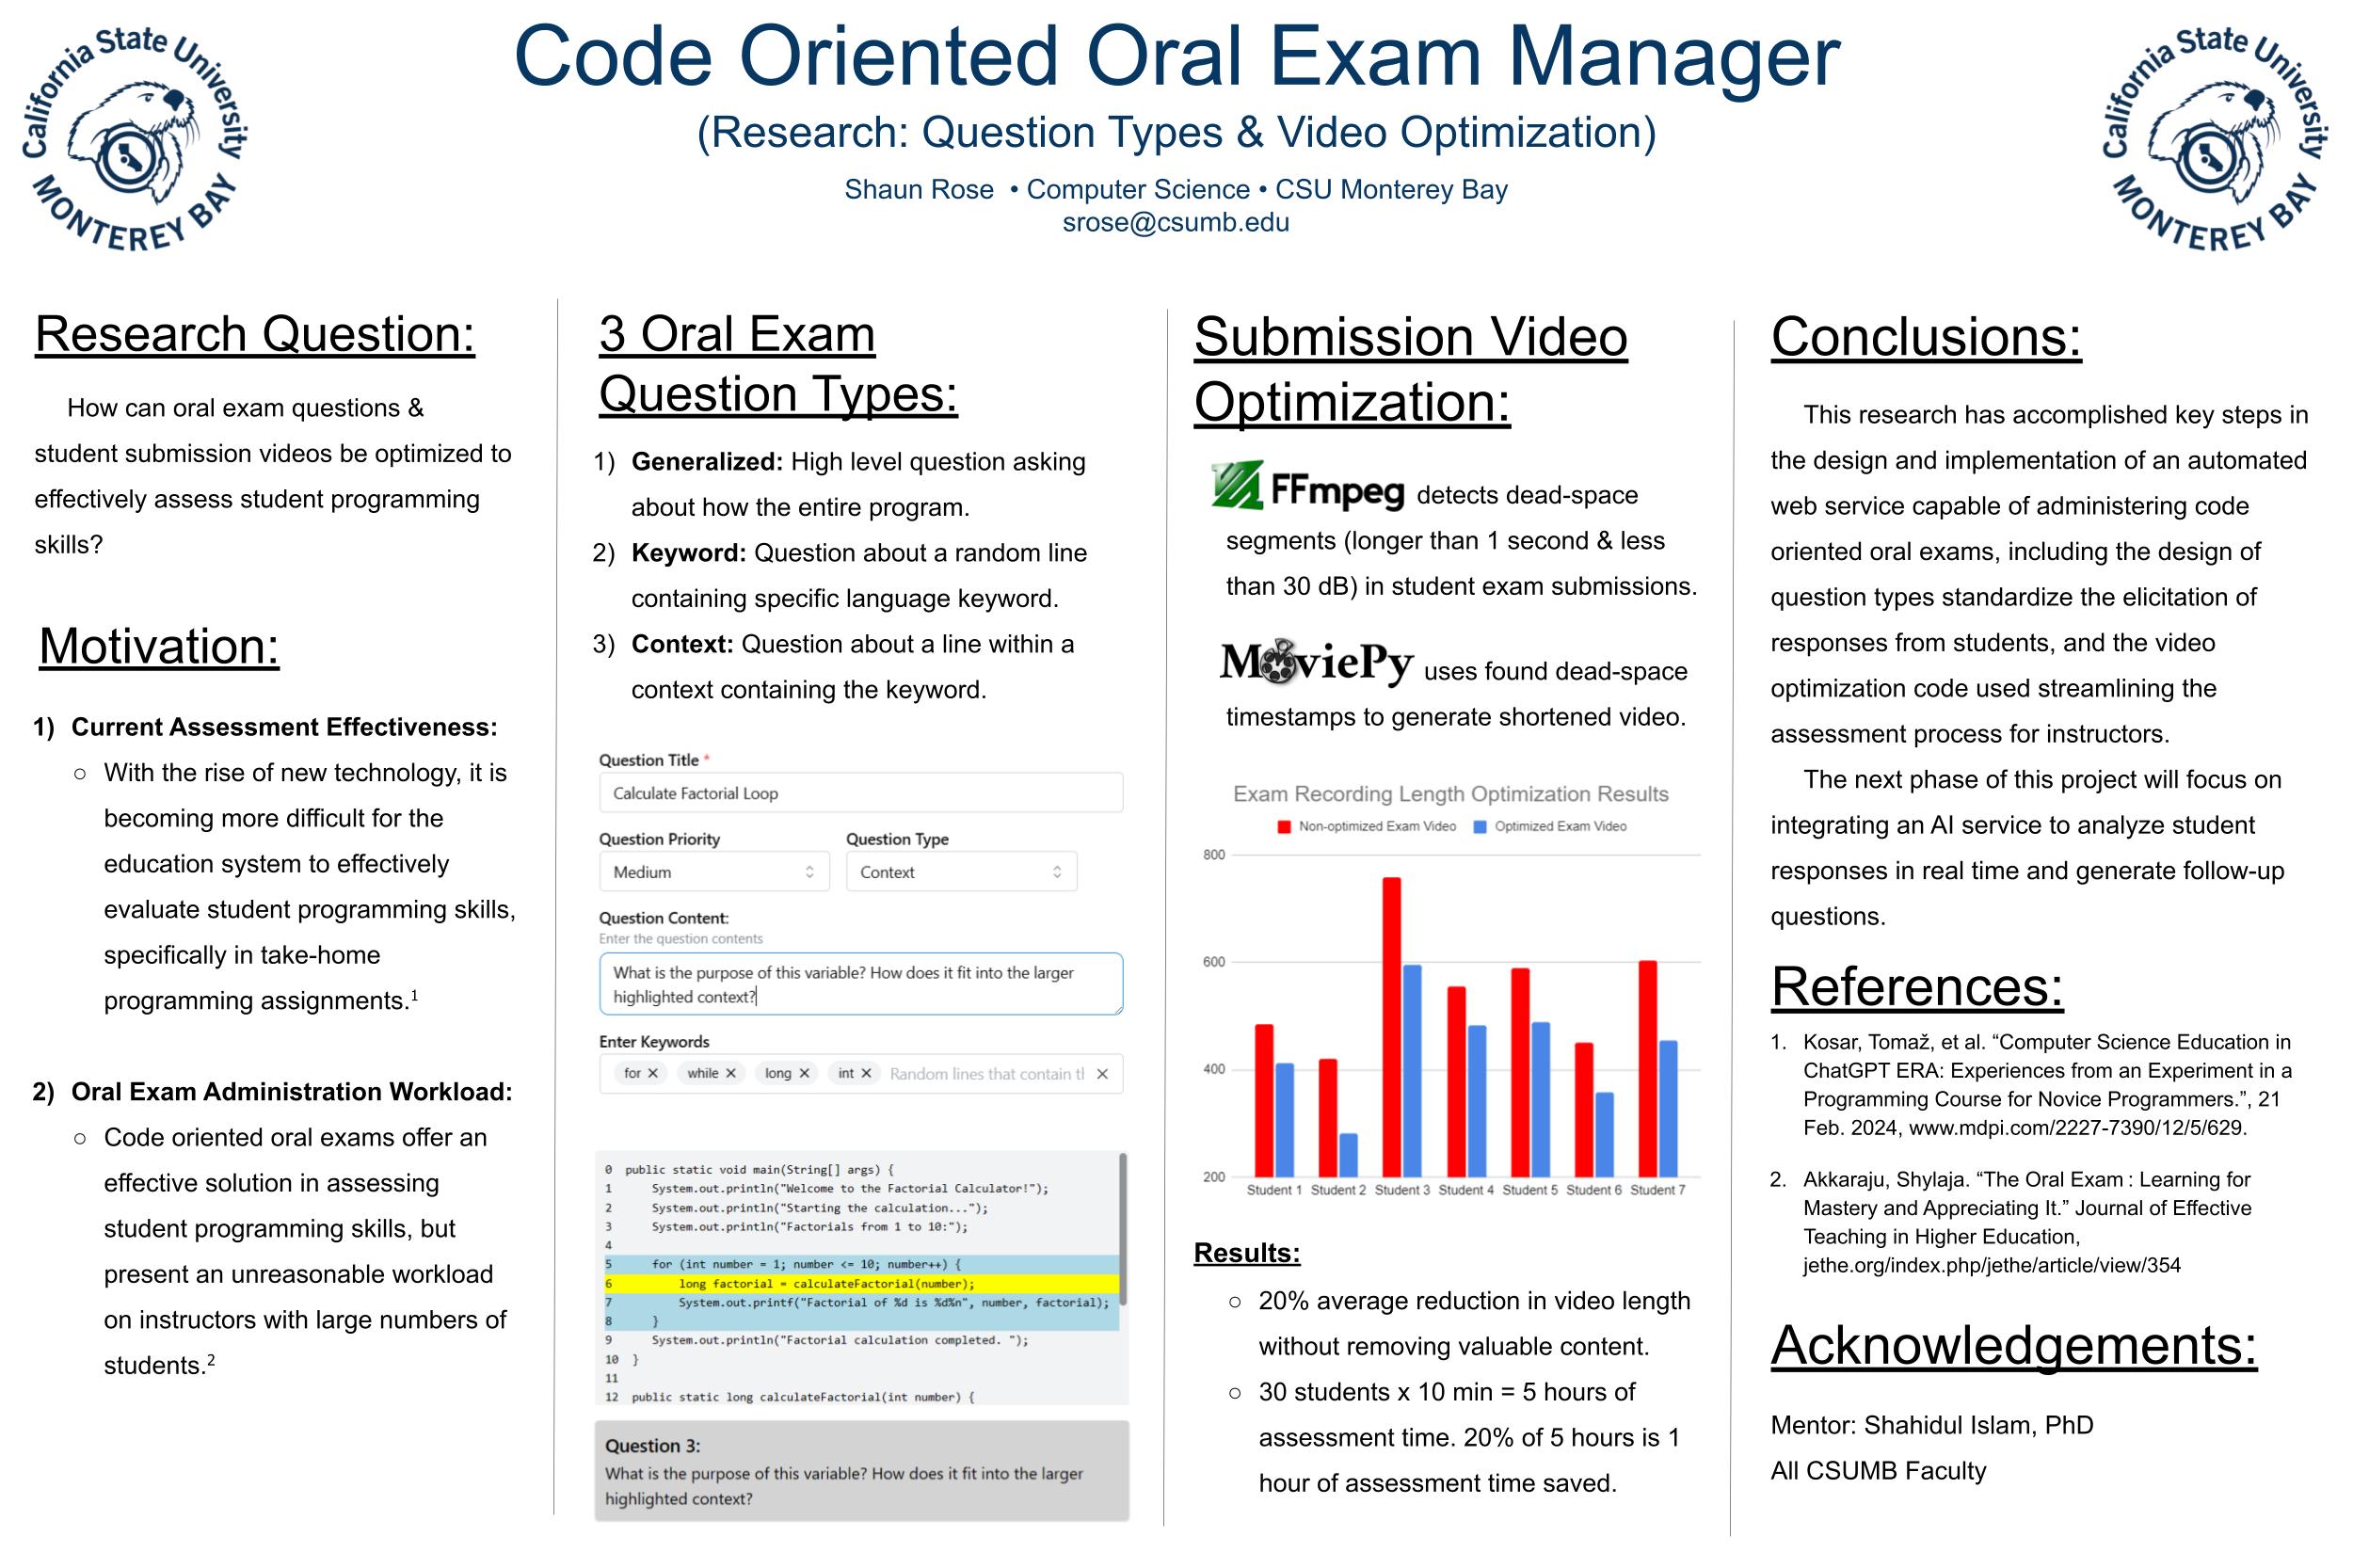 California State University
MONTEREY BAY
Code Oriented Oral Exam Manager
(Research: Question Types & Video Optimization)
Shaun Rose • Computer Science • CSU Monterey Bay
srose@csumb.edu
California State University
MONTEREY BAY
Research Question:
How can oral exam questions &
student submission videos be optimized to
effectively assess student programming
skills?
Motivation:
1) Current Assessment Effectiveness:
○ With the rise of new technology, it is
becoming more difficult for the
education system to effectively
evaluate student programming skills,
specifically in take-home
programming assignments.¹
2) Oral Exam Administration Workload:
○ Code oriented oral exams offer an
effective solution in assessing
student programming skills, but
present an unreasonable workload
on instructors with large numbers of
students.²
3 Oral Exam
Question Types:
1) Generalized: High level question asking
about how the entire program.
2) Keyword: Question about a random line
containing specific language keyword.
3) Context: Question about a line within a
context containing the keyword.
Question Title *
Calculate Factorial Loop
Question Priority Question Type
Medium Context
Question Content:
Enter the question contents
What is the purpose of this variable? How does it fit into the larger
highlighted context?
Enter Keywords
for × while × long × int × Random lines that contain tl ×
0 public static void main(String[] args) {
1 System.out.println("Welcome to the Factorial Calculator!");
2 System.out.println("Starting the calculation...");
3 System.out.println("Factorials from 1 to 10:");
4
5 for (int number = 1; number <= 10; number++) {
6 long factorial = calculateFactorial(number);
7 System.out.printf("Factorial of %d is %d%n", number, factorial);
8 }
9 System.out.println("Factorial calculation completed. ");
10 }
11
12 public static long calculateFactorial(int number) {
Question 3:
What is the purpose of this variable? How does it fit into the larger
highlighted context?
Submission Video
Optimization:
FFmpeg detects dead-space
segments (longer than 1 second & less
than 30 dB) in student exam submissions.
MoviePy uses found dead-space
timestamps to generate shortened video.
Exam Recording Length Optimization Results
Non-optimized Exam Video Optimized Exam Video
800
600
400
200
Student 1 Student 2 Student 3 Student 4 Student 5 Student 6 Student 7
Results:
○ 20% average reduction in video length
without removing valuable content.
○ 30 students x 10 min = 5 hours of
assessment time. 20% of 5 hours is 1
hour of assessment time saved.
Conclusions:
This research has accomplished key steps in
the design and implementation of an automated
web service capable of administering code
oriented oral exams, including the design of
question types standardize the elicitation of
responses from students, and the video
optimization code used streamlining the
assessment process for instructors.
The next phase of this project will focus on
integrating an AI service to analyze student
responses in real time and generate follow-up
questions.
References:
1. Kosar, Tomaž, et al. “Computer Science Education in
ChatGPT ERA: Experiences from an Experiment in a
Programming Course for Novice Programmers.”, 21
Feb. 2024, www.mdpi.com/2227-7390/12/5/629.
2. Akkaraju, Shylaja. “The Oral Exam : Learning for
Mastery and Appreciating It.” Journal of Effective
Teaching in Higher Education,
jethe.org/index.php/jethe/article/view/354
Acknowledgements:
Mentor: Shahidul Islam, PhD
All CSUMB Faculty